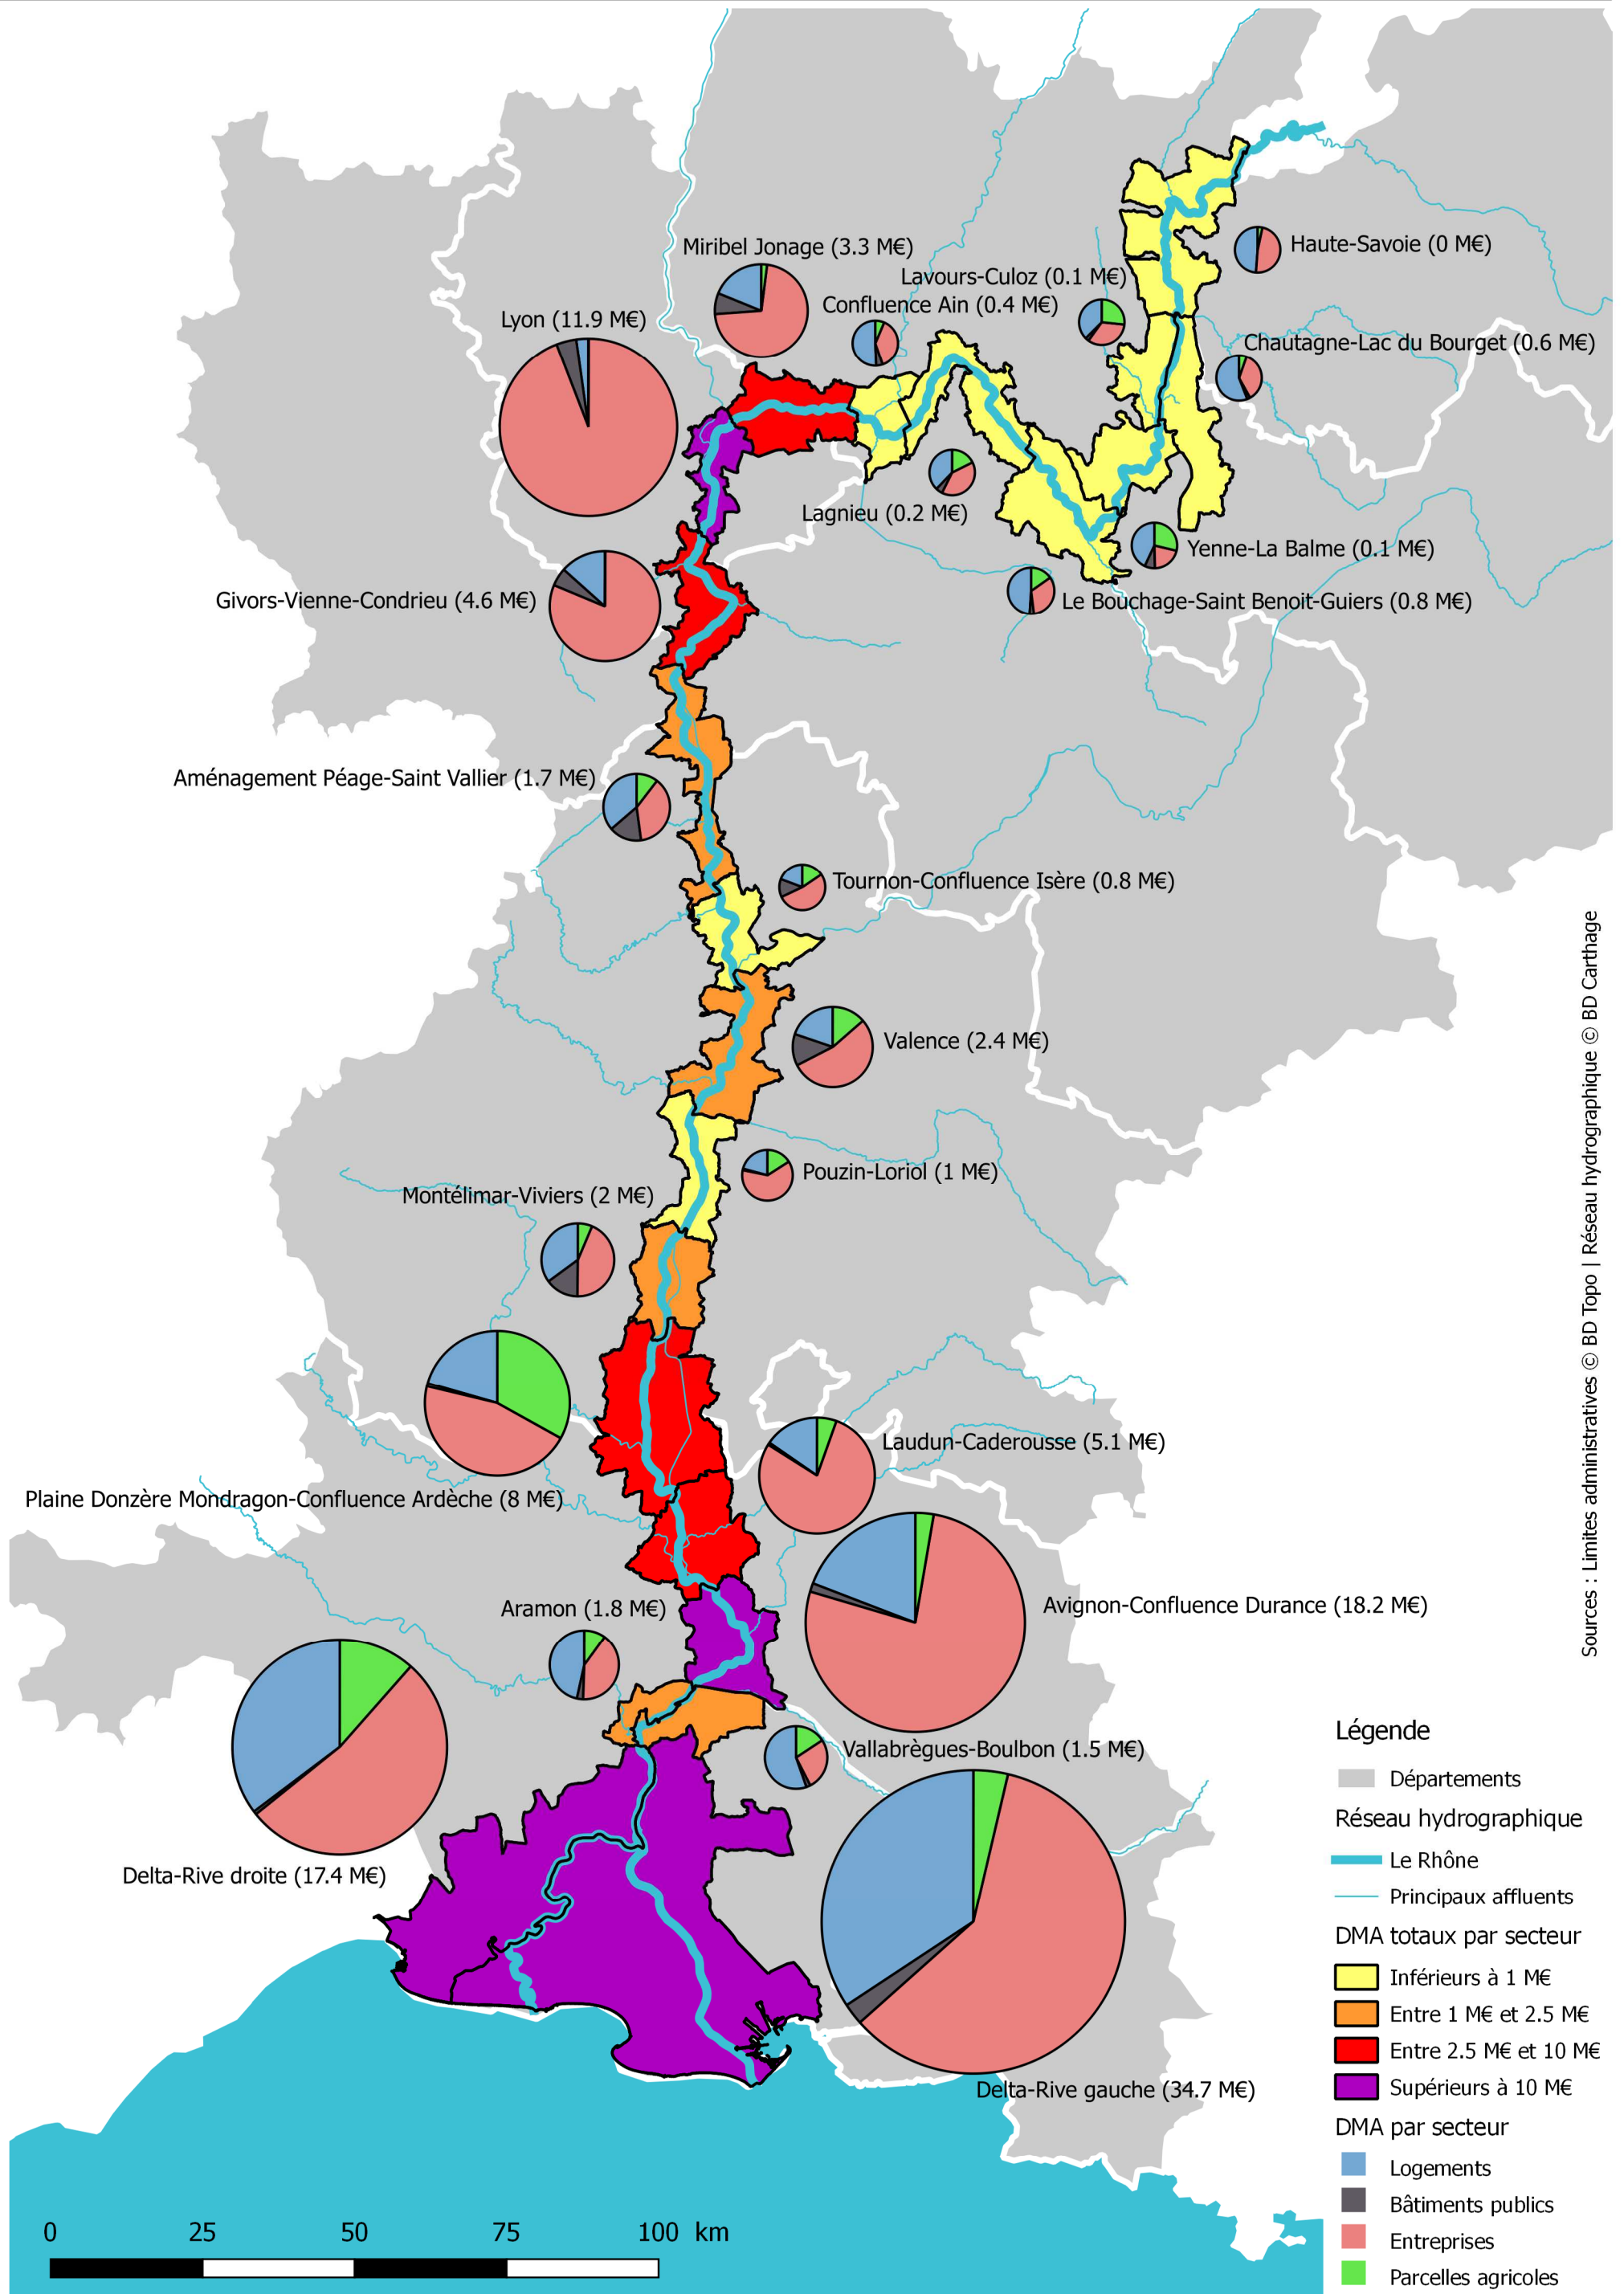 Haute-Savoie (0 M€)
Miribel Jonage (3.3 M€)
Lavours-Culoz (0.1 M€)
Confluence Ain (0.4 M€)
Lyon (11.9 M€)
Chautagne-Lac du Bourget (0.6 M€)
Lagnieu (0.2 M€)
Yenne-La Balme (0.1 M€)
Givors-Vienne-Condrieu (4.6 M€)
Le Bouchage-Saint Benoit-Guiers (0.8 M€)
Aménagement Péage-Saint Vallier (1.7 M€)
Tournon-Confluence Isère (0.8 M€)
Valence (2.4 M€)
Pouzin-Loriol (1 M€)
Montélimar-Viviers (2 M€)
Laudun-Caderousse (5.1 M€)
Plaine Donzère Mondragon-Confluence Ardèche (8 M€)
Avignon-Confluence Durance (18.2 M€)
Aramon (1.8 M€)
Vallabrègues-Boulbon (1.5 M€)
Delta-Rive droite (17.4 M€)
Delta-Rive gauche (34.7 M€)
Sources : Limites administratives © BD Topo | Réseau hydrographique © BD Carthage
Légende
Départements
Réseau hydrographique
Le Rhône
Principaux affluents
DMA totaux par secteur
Inférieurs à 1 M€
Entre 1 M€ et 2.5 M€
Entre 2.5 M€ et 10 M€
Supérieurs à 10 M€
DMA par secteur
Logements
Bâtiments publics
Entreprises
Parcelles agricoles
0 25 50 75 100 km